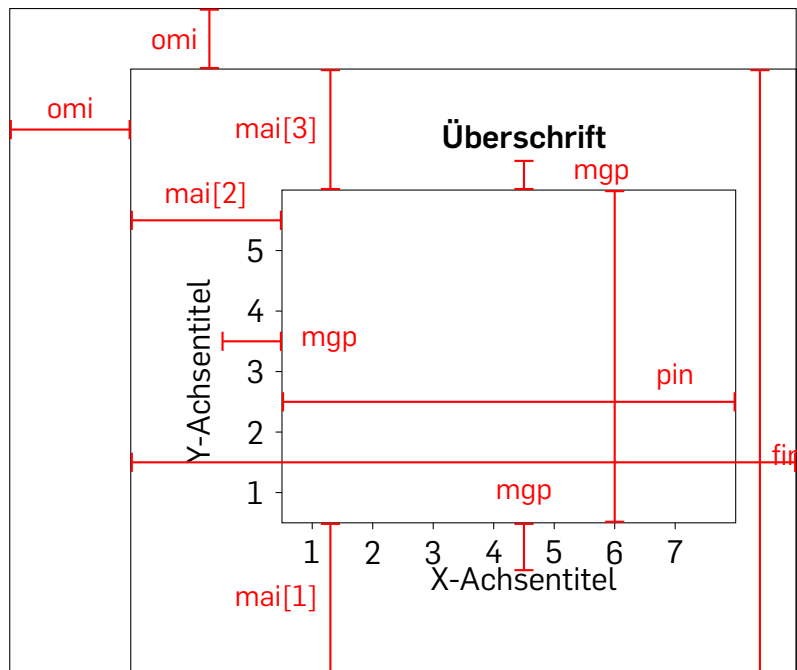 omi
omi
mai[3]
Überschrift
mgp
mai[2]
5
4
3
2
1
Y-Achsentitel
mgp
pin
mgp
1 2 3 4 5 6 7
X-Achsentitel
mai[1]